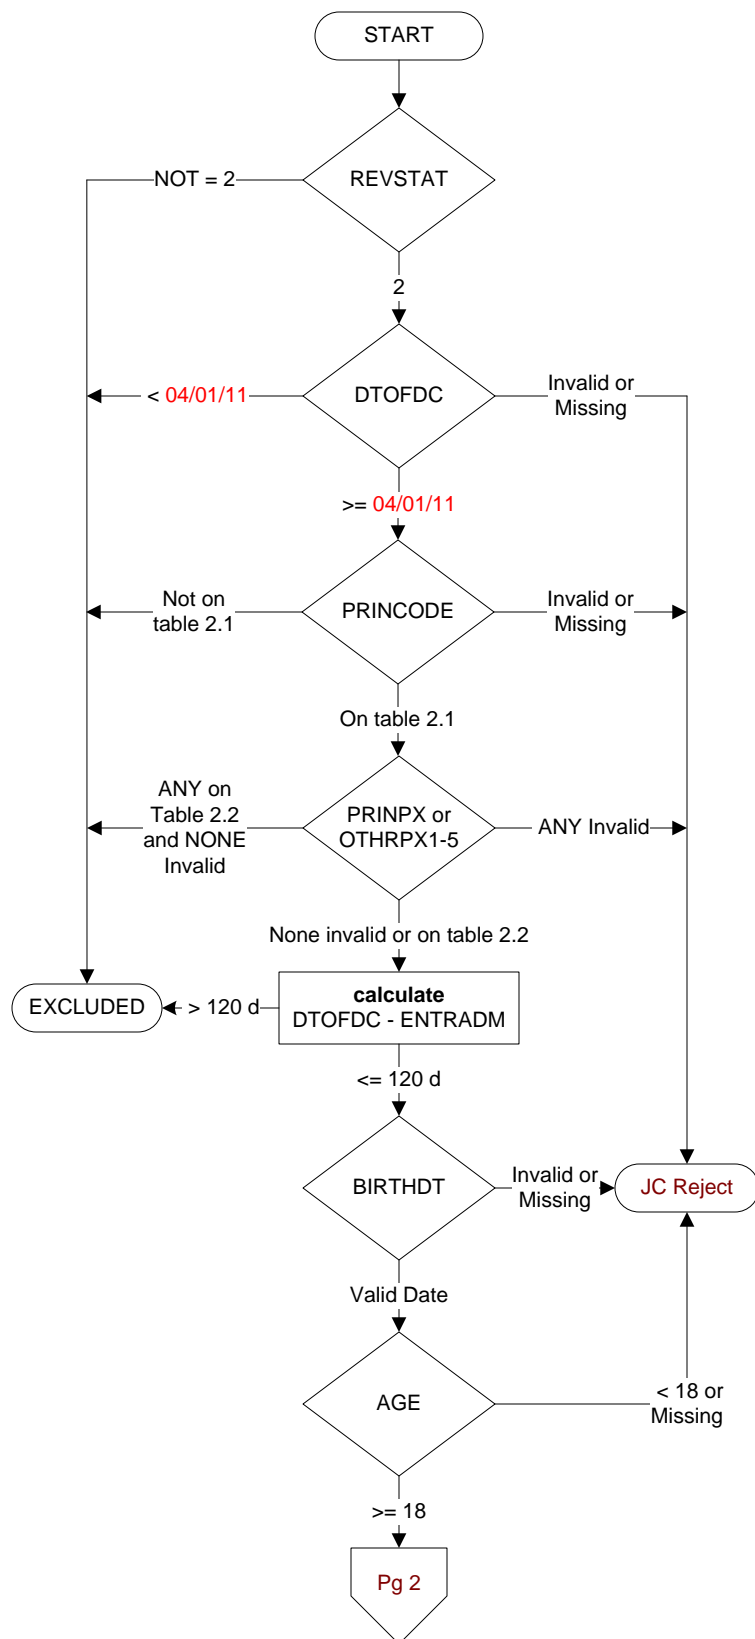 START
NOT = 2
REVSTAT
2
< 04/01/11
DTOFDC
Invalid or
Missing
>= 04/01/11
Not on
table 2.1
PRINCODE
Invalid or
Missing
On table 2.1
ANY on
Table 2.2
and NONE
Invalid
PRINPX or
OTHRPX1-5
ANY Invalid
None invalid or on table 2.2
EXCLUDED
> 120 d
calculate
DTOFDC - ENTRADM
<= 120 d
BIRTHDT
Invalid or
Missing
JC Reject
Valid Date
AGE
< 18 or
Missing
>= 18
Pg 2